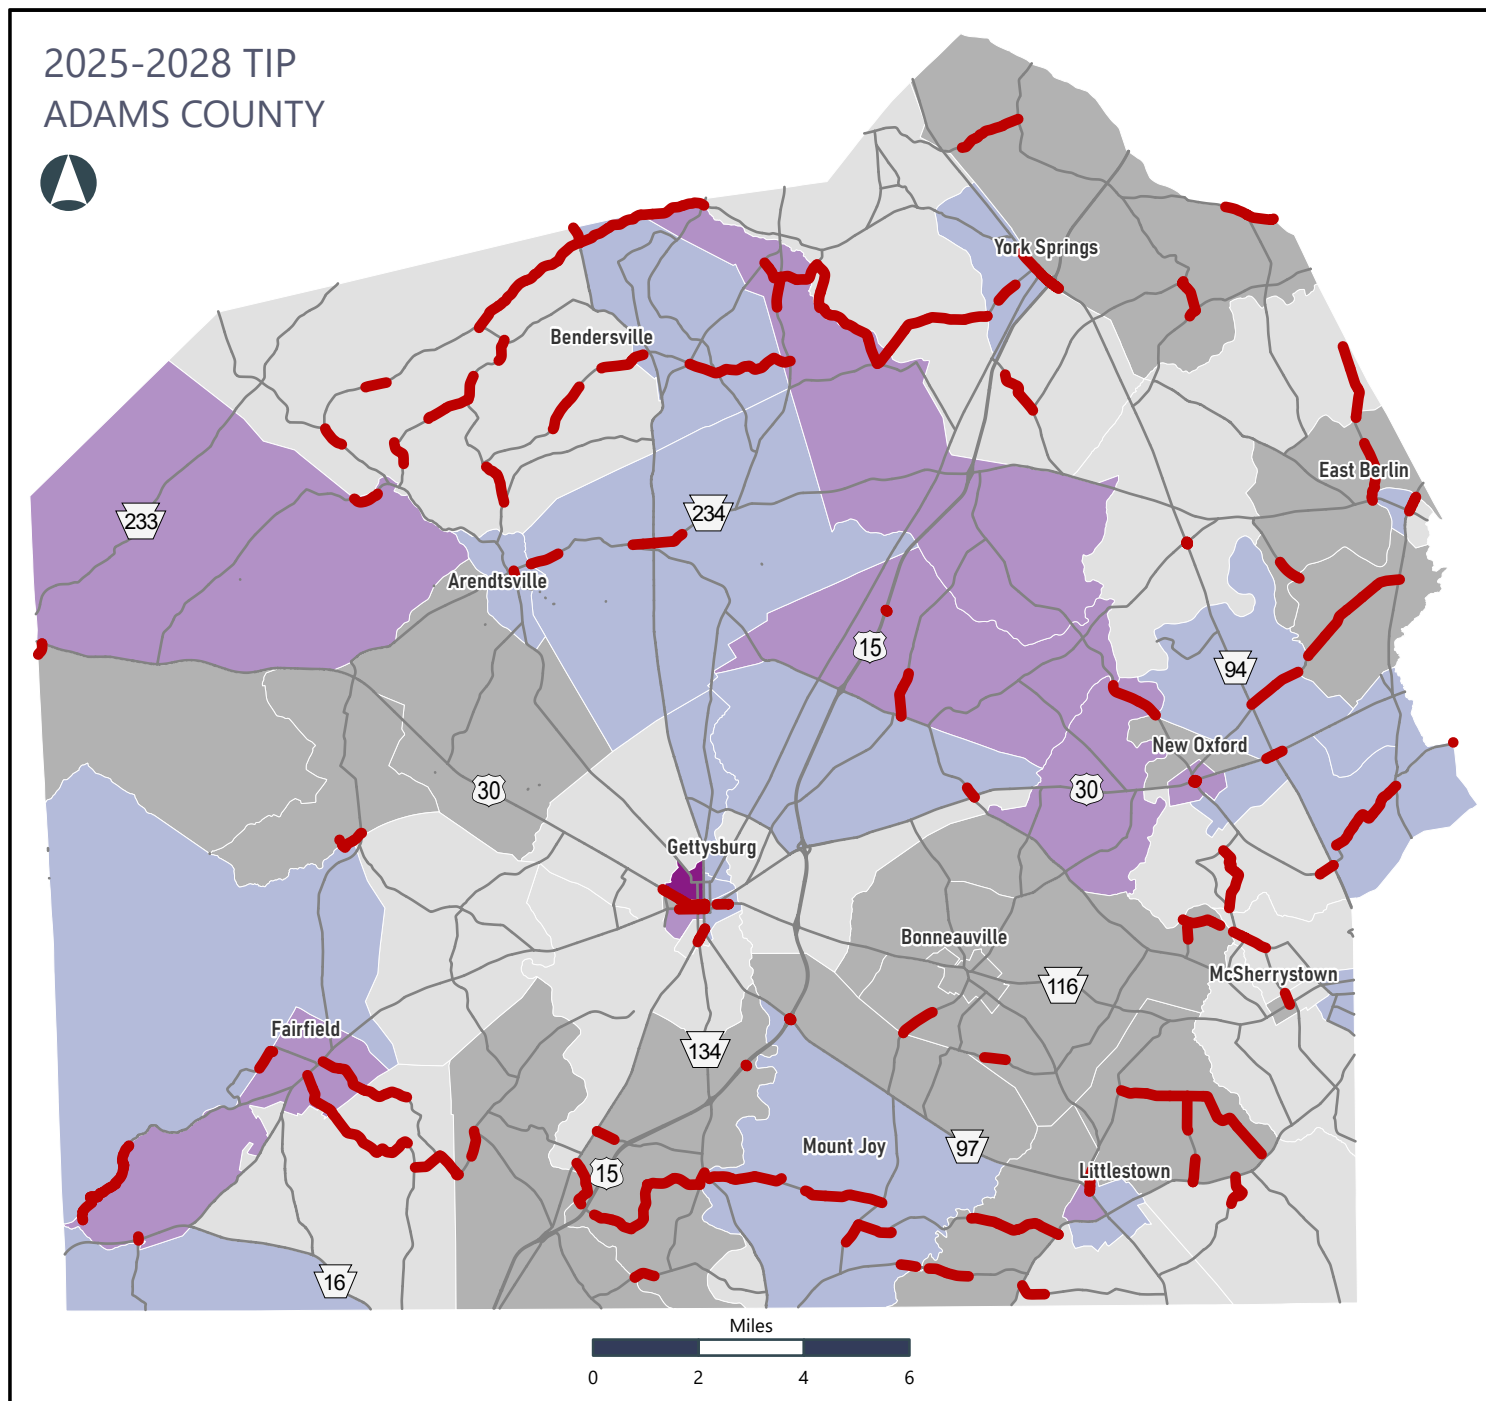 2025-2028 TIP
ADAMS COUNTY
York Springs
Bendersville
East Berlin
233
234
Arendtsville
15
94
New Oxford
30
30
Gettysburg
Bonneauville
McSherrystown
116
Fairfield
134
Mount Joy
97
15
Littlestown
16
Miles
0 2 4 6